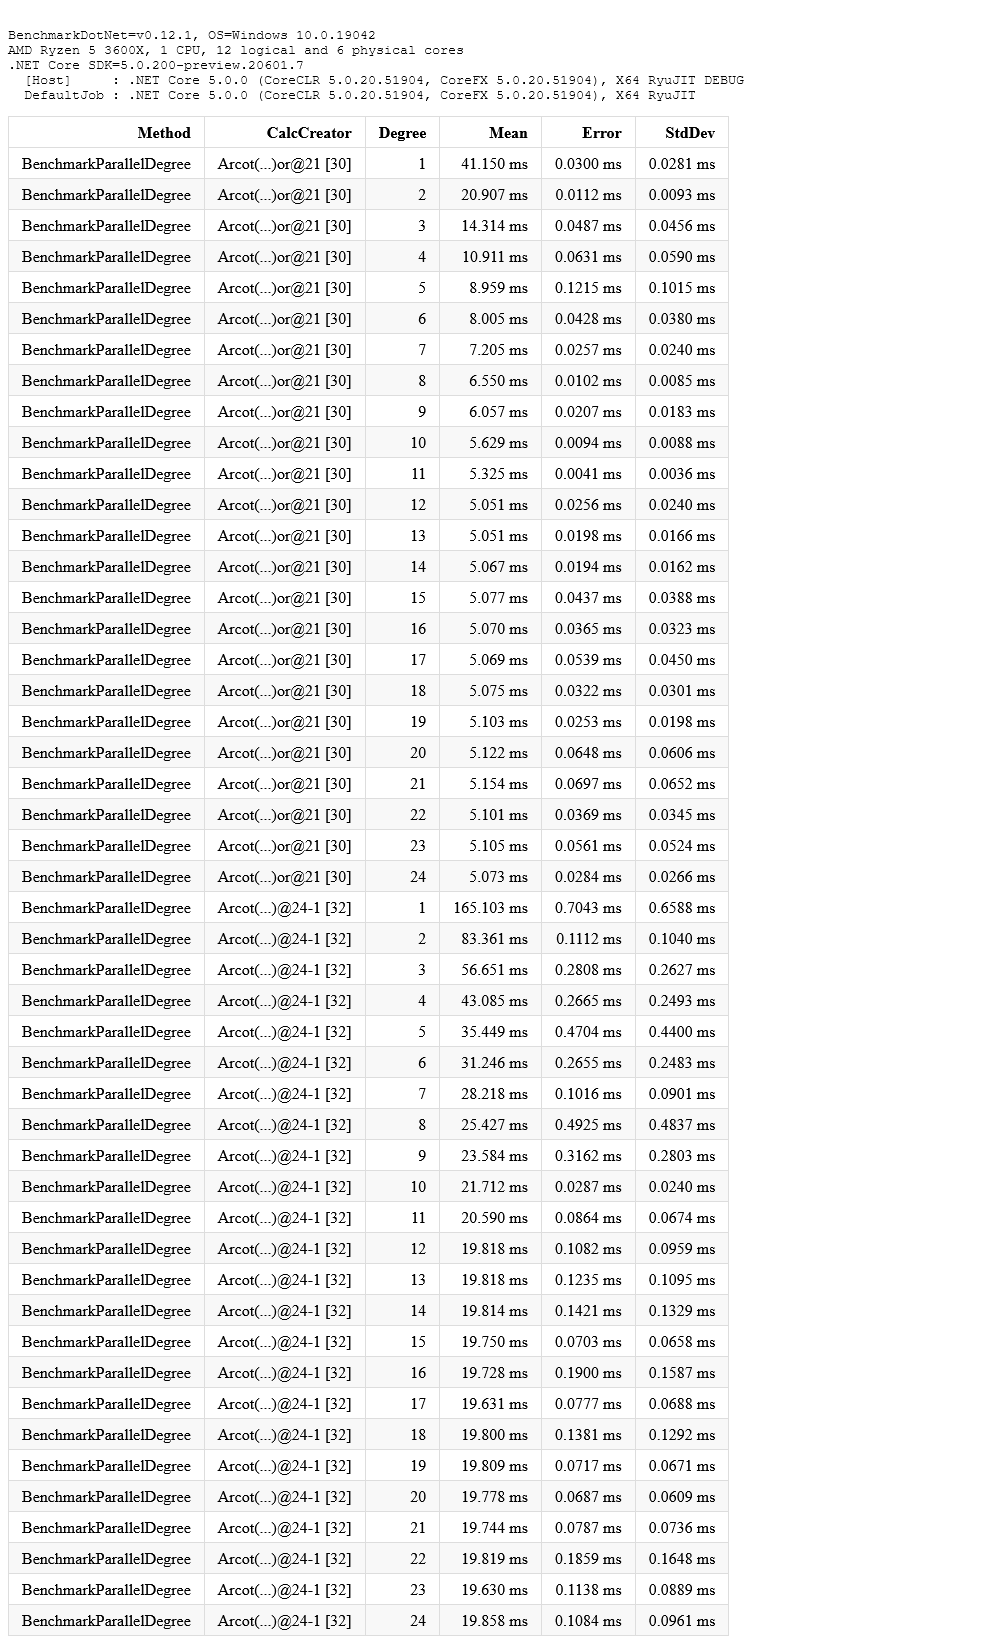 BenchmarkDotNet=v0.12.1, OS=Windows 10.0.19042
AMD Ryzen 5 3600X, 1 CPU, 12 logical and 6 physical cores
.NET Core SDK=5.0.200-preview.20601.7
[Host]     : .NET Core 5.0.0 (CoreCLR 5.0.20.51904, CoreFX 5.0.20.51904), X64 RyuJIT DEBUG
DefaultJob : .NET Core 5.0.0 (CoreCLR 5.0.20.51904, CoreFX 5.0.20.51904), X64 RyuJIT
Method CalcCreator Degree Mean Error StdDev
BenchmarkParallelDegree Arcot(...)or@21 [30] 1 41.150 ms 0.0300 ms 0.0281 ms
BenchmarkParallelDegree Arcot(...)or@21 [30] 2 20.907 ms 0.0112 ms 0.0093 ms
BenchmarkParallelDegree Arcot(...)or@21 [30] 3 14.314 ms 0.0487 ms 0.0456 ms
BenchmarkParallelDegree Arcot(...)or@21 [30] 4 10.911 ms 0.0631 ms 0.0590 ms
BenchmarkParallelDegree Arcot(...)or@21 [30] 5 8.959 ms 0.1215 ms 0.1015 ms
BenchmarkParallelDegree Arcot(...)or@21 [30] 6 8.005 ms 0.0428 ms 0.0380 ms
BenchmarkParallelDegree Arcot(...)or@21 [30] 7 7.205 ms 0.0257 ms 0.0240 ms
BenchmarkParallelDegree Arcot(...)or@21 [30] 8 6.550 ms 0.0102 ms 0.0085 ms
BenchmarkParallelDegree Arcot(...)or@21 [30] 9 6.057 ms 0.0207 ms 0.0183 ms
BenchmarkParallelDegree Arcot(...)or@21 [30] 10 5.629 ms 0.0094 ms 0.0088 ms
BenchmarkParallelDegree Arcot(...)or@21 [30] 11 5.325 ms 0.0041 ms 0.0036 ms
BenchmarkParallelDegree Arcot(...)or@21 [30] 12 5.051 ms 0.0256 ms 0.0240 ms
BenchmarkParallelDegree Arcot(...)or@21 [30] 13 5.051 ms 0.0198 ms 0.0166 ms
BenchmarkParallelDegree Arcot(...)or@21 [30] 14 5.067 ms 0.0194 ms 0.0162 ms
BenchmarkParallelDegree Arcot(...)or@21 [30] 15 5.077 ms 0.0437 ms 0.0388 ms
BenchmarkParallelDegree Arcot(...)or@21 [30] 16 5.070 ms 0.0365 ms 0.0323 ms
BenchmarkParallelDegree Arcot(...)or@21 [30] 17 5.069 ms 0.0539 ms 0.0450 ms
BenchmarkParallelDegree Arcot(...)or@21 [30] 18 5.075 ms 0.0322 ms 0.0301 ms
BenchmarkParallelDegree Arcot(...)or@21 [30] 19 5.103 ms 0.0253 ms 0.0198 ms
BenchmarkParallelDegree Arcot(...)or@21 [30] 20 5.122 ms 0.0648 ms 0.0606 ms
BenchmarkParallelDegree Arcot(...)or@21 [30] 21 5.154 ms 0.0697 ms 0.0652 ms
BenchmarkParallelDegree Arcot(...)or@21 [30] 22 5.101 ms 0.0369 ms 0.0345 ms
BenchmarkParallelDegree Arcot(...)or@21 [30] 23 5.105 ms 0.0561 ms 0.0524 ms
BenchmarkParallelDegree Arcot(...)or@21 [30] 24 5.073 ms 0.0284 ms 0.0266 ms
BenchmarkParallelDegree Arcot(...)@24-1 [32] 1 165.103 ms 0.7043 ms 0.6588 ms
BenchmarkParallelDegree Arcot(...)@24-1 [32] 2 83.361 ms 0.1112 ms 0.1040 ms
BenchmarkParallelDegree Arcot(...)@24-1 [32] 3 56.651 ms 0.2808 ms 0.2627 ms
BenchmarkParallelDegree Arcot(...)@24-1 [32] 4 43.085 ms 0.2665 ms 0.2493 ms
BenchmarkParallelDegree Arcot(...)@24-1 [32] 5 35.449 ms 0.4704 ms 0.4400 ms
BenchmarkParallelDegree Arcot(...)@24-1 [32] 6 31.246 ms 0.2655 ms 0.2483 ms
BenchmarkParallelDegree Arcot(...)@24-1 [32] 7 28.218 ms 0.1016 ms 0.0901 ms
BenchmarkParallelDegree Arcot(...)@24-1 [32] 8 25.427 ms 0.4925 ms 0.4837 ms
BenchmarkParallelDegree Arcot(...)@24-1 [32] 9 23.584 ms 0.3162 ms 0.2803 ms
BenchmarkParallelDegree Arcot(...)@24-1 [32] 10 21.712 ms 0.0287 ms 0.0240 ms
BenchmarkParallelDegree Arcot(...)@24-1 [32] 11 20.590 ms 0.0864 ms 0.0674 ms
BenchmarkParallelDegree Arcot(...)@24-1 [32] 12 19.818 ms 0.1082 ms 0.0959 ms
BenchmarkParallelDegree Arcot(...)@24-1 [32] 13 19.818 ms 0.1235 ms 0.1095 ms
BenchmarkParallelDegree Arcot(...)@24-1 [32] 14 19.814 ms 0.1421 ms 0.1329 ms
BenchmarkParallelDegree Arcot(...)@24-1 [32] 15 19.750 ms 0.0703 ms 0.0658 ms
BenchmarkParallelDegree Arcot(...)@24-1 [32] 16 19.728 ms 0.1900 ms 0.1587 ms
BenchmarkParallelDegree Arcot(...)@24-1 [32] 17 19.631 ms 0.0777 ms 0.0688 ms
BenchmarkParallelDegree Arcot(...)@24-1 [32] 18 19.800 ms 0.1381 ms 0.1292 ms
BenchmarkParallelDegree Arcot(...)@24-1 [32] 19 19.809 ms 0.0717 ms 0.0671 ms
BenchmarkParallelDegree Arcot(...)@24-1 [32] 20 19.778 ms 0.0687 ms 0.0609 ms
BenchmarkParallelDegree Arcot(...)@24-1 [32] 21 19.744 ms 0.0787 ms 0.0736 ms
BenchmarkParallelDegree Arcot(...)@24-1 [32] 22 19.819 ms 0.1859 ms 0.1648 ms
BenchmarkParallelDegree Arcot(...)@24-1 [32] 23 19.630 ms 0.1138 ms 0.0889 ms
BenchmarkParallelDegree Arcot(...)@24-1 [32] 24 19.858 ms 0.1084 ms 0.0961 ms